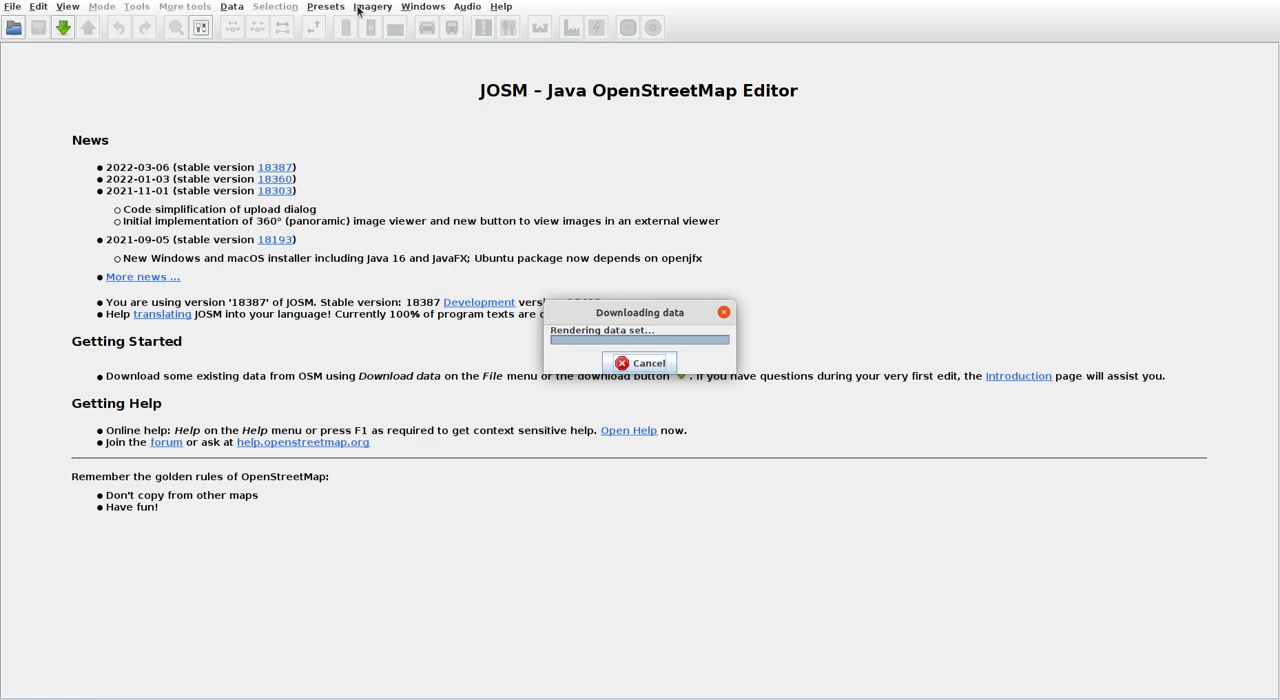 File Edit View Mode Tools More tools Data Selection Presets Imagery Windows Audio Help
JOSM – Java OpenStreetMap Editor
News
● 2022-03-06 (stable version 18387)
● 2022-01-03 (stable version 18360)
● 2021-11-01 (stable version 18303)
○ Code simplification of upload dialog
○ Initial implementation of 360° (panoramic) image viewer and new button to view images in an external viewer
● 2021-09-05 (stable version 18193)
○ New Windows and macOS installer including Java 16 and JavaFX; Ubuntu package now depends on openjfx
● More news ...
● You are using version '18387' of JOSM. Stable version: 18387 Development
● Help translating JOSM into your language! Currently 100% of program texts are
Downloading data
Rendering data set...
Cancel
Getting Started
● Download some existing data from OSM using Download data on the File menu or the download button . If you have questions during your very first edit, the Introduction page will assist you.
Getting Help
● Online help: Help on the Help menu or press F1 as required to get context sensitive help. Open Help now.
● Join the forum or ask at help.openstreetmap.org
Remember the golden rules of OpenStreetMap:
● Don't copy from other maps
● Have fun!